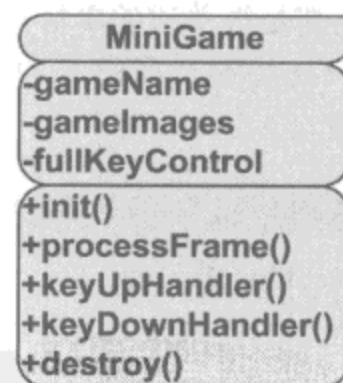 MiniGame
-gameName
-gameImages
-fullKeyControl
+init()
+processFrame()
+keyUpHandler()
+keyDownHandler()
+destroy()